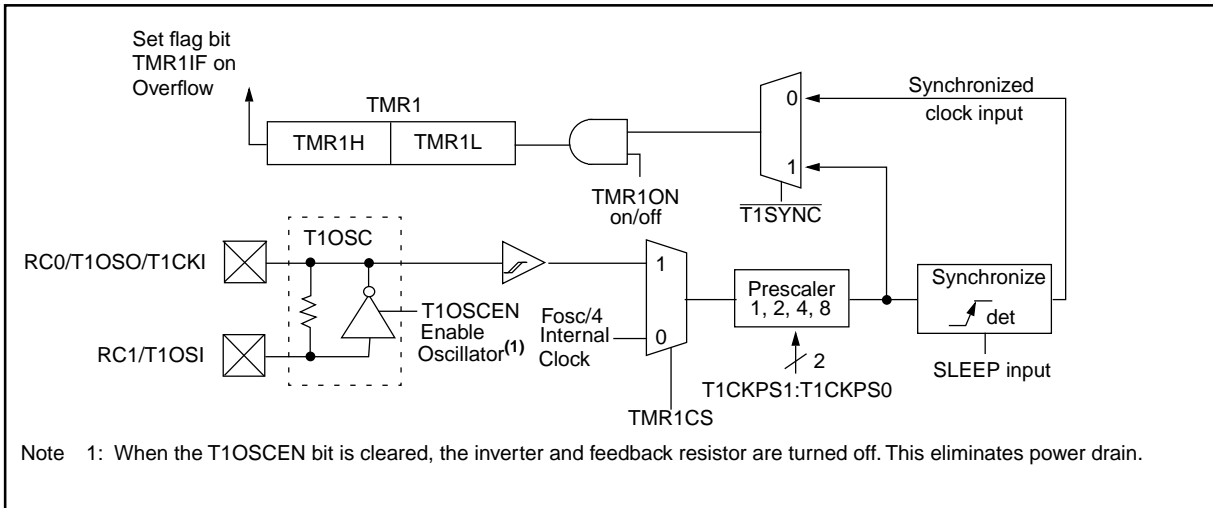 Set flag bit
TMR1IF on
Overflow
TMR1
TMR1H
TMR1L
TMR1ON
on/off
0
1
T1SYNC
Synchronized
clock input
RC0/T1OSO/T1CKI
T1OSC
RC1/T1OSI
T1OSCEN
Enable
Oscillator(1)
Fosc/4
Internal
Clock
1
0
TMR1CS
Prescaler
1, 2, 4, 8
2
T1CKPS1:T1CKPS0
Synchronize
det
SLEEP input
Note 1: When the T1OSCEN bit is cleared, the inverter and feedback resistor are turned off. This eliminates power drain.